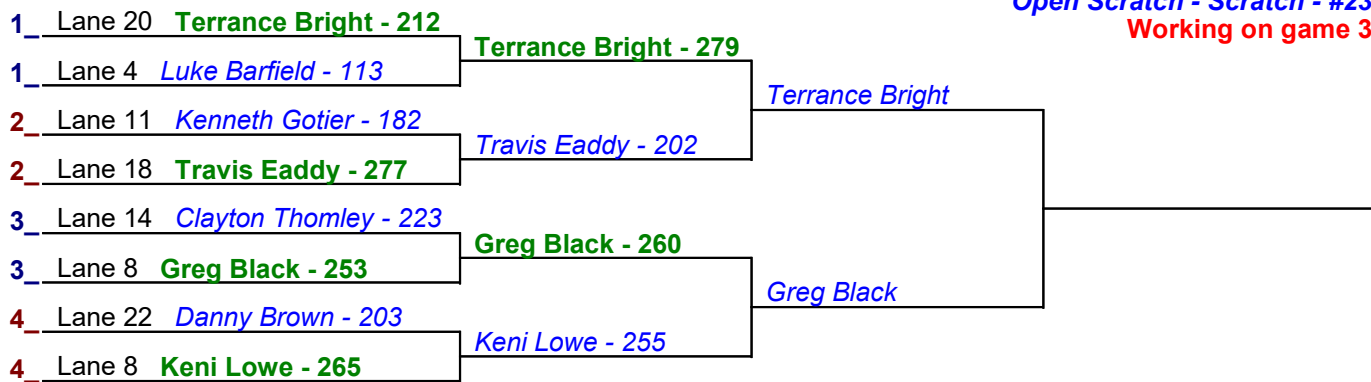 Open Scratch - Scratch - #23
Working on game 3
1_ Lane 20 Terrance Bright - 212
Terrance Bright - 279
1_ Lane 4 Luke Barfield - 113
Terrance Bright
2_ Lane 11 Kenneth Gotier - 182
Travis Eaddy - 202
2_ Lane 18 Travis Eaddy - 277
3_ Lane 14 Clayton Thomley - 223
Greg Black - 260
3_ Lane 8 Greg Black - 253
Greg Black
4_ Lane 22 Danny Brown - 203
Keni Lowe - 255
4_ Lane 8 Keni Lowe - 265